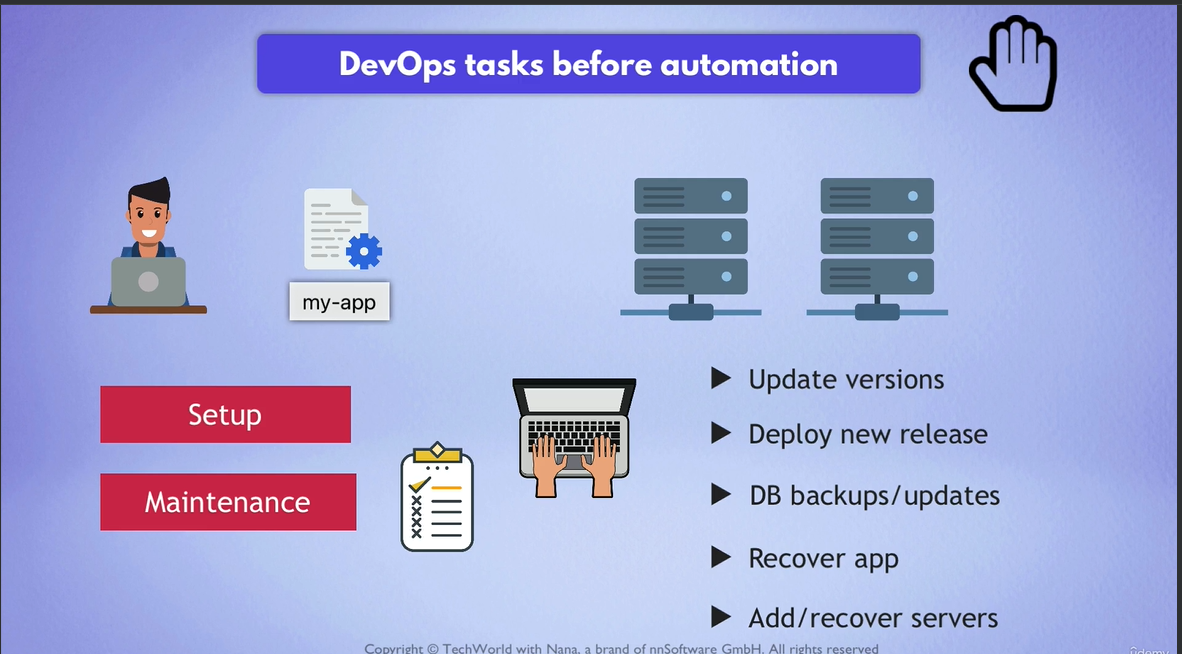 DevOps tasks before automation
my-app
Setup
Maintenance
Update versions
Deploy new release
DB backups/updates
Recover app
Add/recover servers
Copyright © TechWorld with Nana, a brand of nnSoftware GmbH. All rights reserved
ûdemy